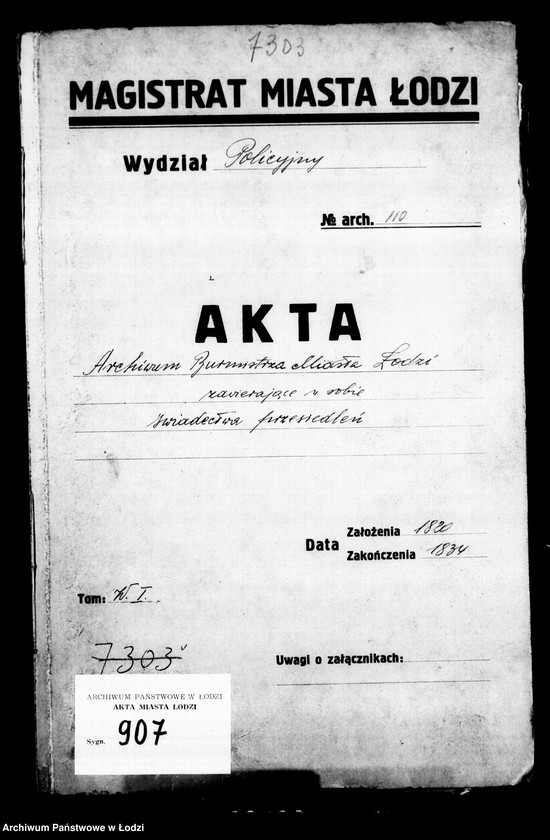 7303
MAGISTRAT MIASTA ŁODZI
Wydział Policyjny
№ arch. 110
AKTA
Archiwum Burmistrza Miasta Łodzi
zawierające w sobie
świadectwa przesiedleń
Data
Założenia 1820
Zakończenia 1834
Tom: W. I.
7303
Uwagi o załącznikach:
ARCHIWUM PAŃSTWOWE W ŁODZI
AKTA MIASTA ŁODZI
Sygn. 907
Archiwum Państwowe w Łodzi